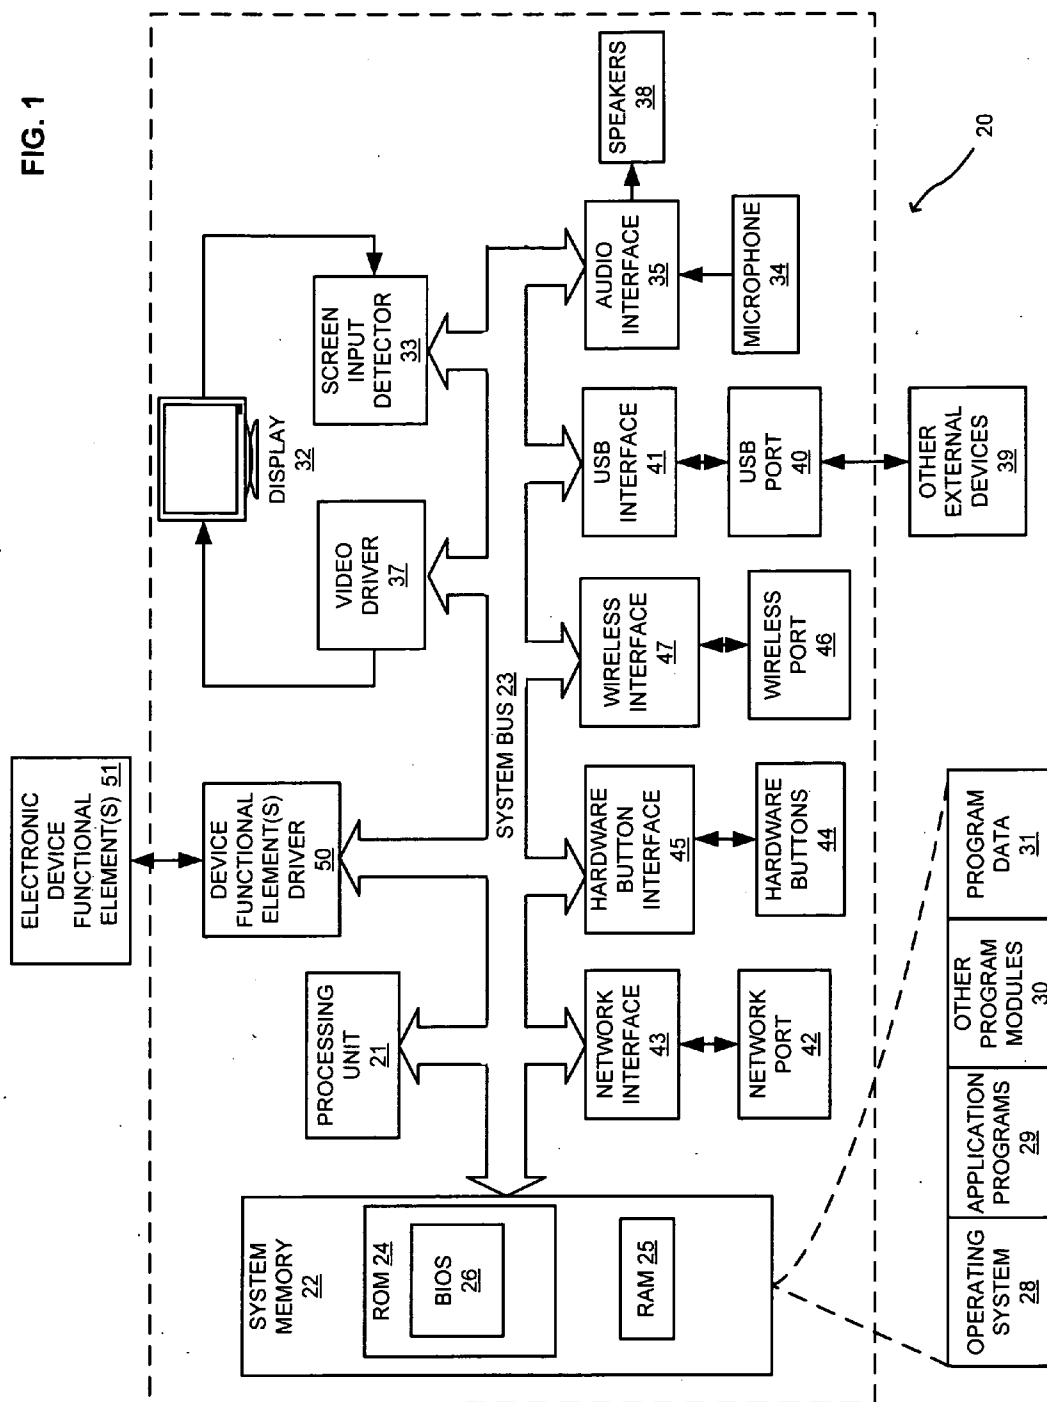 FIG. 1
ELECTRONIC
DEVICE
FUNCTIONAL
ELEMENT(S) 51
DISPLAY
32
SYSTEM
MEMORY
22
ROM 24
BIOS
26
RAM 25
PROCESSING
UNIT
21
DEVICE
FUNCTIONAL
ELEMENT(S)
DRIVER
50
VIDEO
DRIVER
37
SCREEN
INPUT
DETECTOR
33
SYSTEM BUS 23
NETWORK
INTERFACE
43
HARDWARE
BUTTON
INTERFACE
45
WIRELESS
INTERFACE
47
USB
INTERFACE
41
AUDIO
INTERFACE
35
SPEAKERS
38
NETWORK
PORT
42
HARDWARE
BUTTONS
44
WIRELESS
PORT
46
USB
PORT
40
MICROPHONE
34
20
OTHER
EXTERNAL
DEVICES
39
OPERATING
SYSTEM
28
APPLICATION
PROGRAMS
29
OTHER
PROGRAM
MODULES
30
PROGRAM
DATA
31